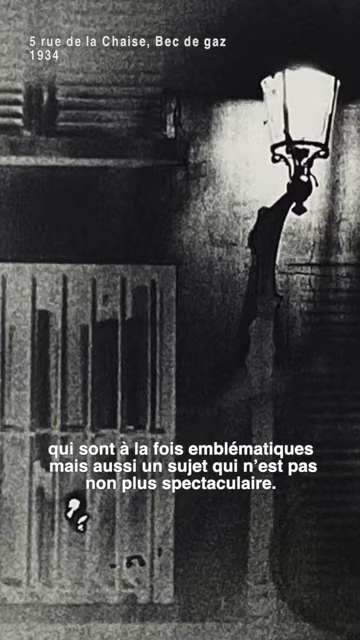 5 rue de la Chaise, Bec de gaz
1934
qui sont à la fois emblématiques
mais aussi un sujet qui n'est pas
non plus spectaculaire.